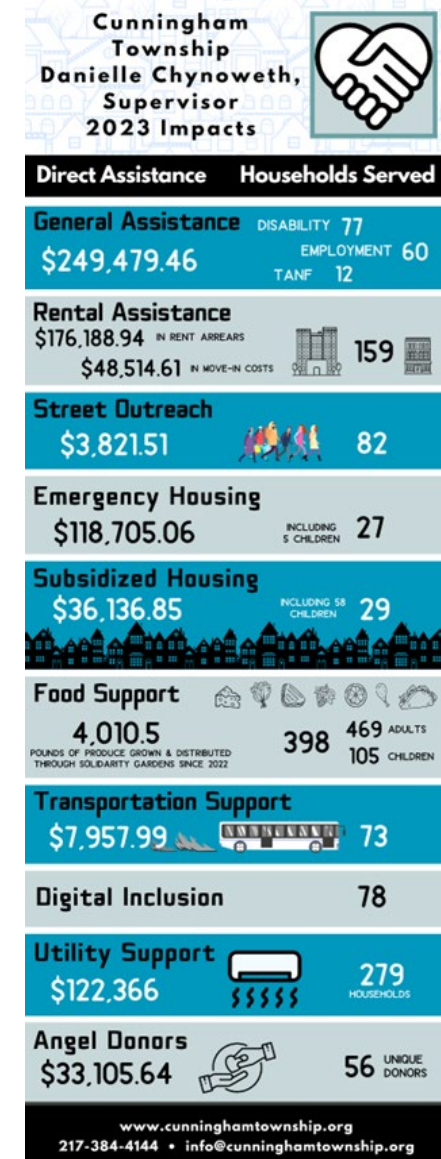 Cunningham
Township
Danielle Chynoweth,
Supervisor
2023 Impacts
Direct Assistance Households Served
General Assistance
$249,479.46
DISABILITY 77
EMPLOYMENT 60
TANF 12
Rental Assistance
$176,188.94 IN RENT ARREARS
$48,514.61 IN MOVE-IN COSTS
159
Street Outreach
$3,821.51
82
Emergency Housing
$118,705.06
INCLUDING
5 CHILDREN
27
Subsidized Housing
$36,136.85
INCLUDING 58
CHILDREN
29
Food Support
4,010.5
POUNDS OF PRODUCE GROWN & DISTRIBUTED
THROUGH SOLIDARITY GARDENS SINCE 2022
398
469 ADULTS
105 CHILDREN
Transportation Support
$7,957.99
73
Digital Inclusion
78
Utility Support
$122,366
279
HOUSEHOLDS
Angel Donors
$33,105.64
56 UNIQUE
DONORS
www.cunninghamtownship.org
217-384-4144 • info@cunninghamtownship.org